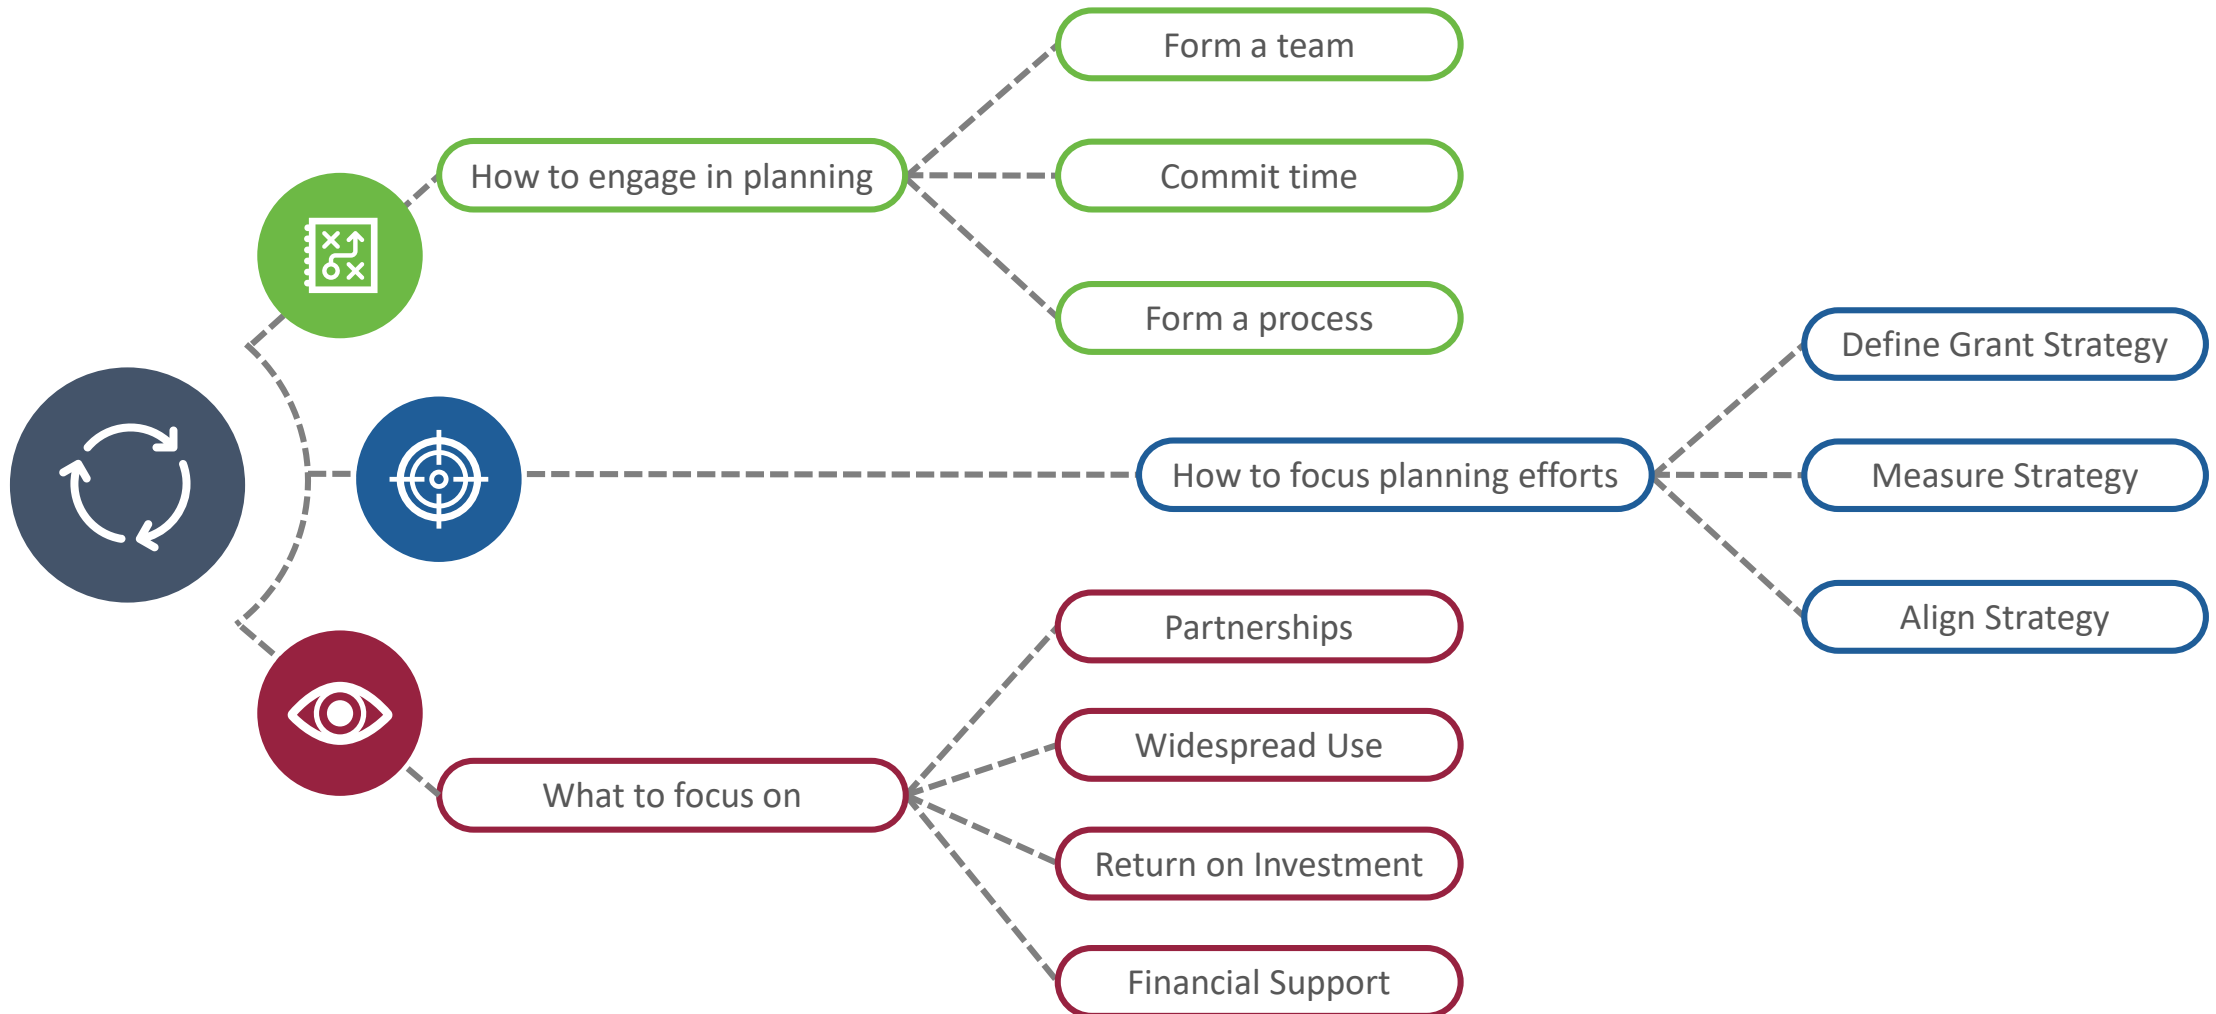 How to engage in planning
Form a team
Commit time
Form a process
How to focus planning efforts
Define Grant Strategy
Measure Strategy
Align Strategy
What to focus on
Partnerships
Widespread Use
Return on Investment
Financial Support